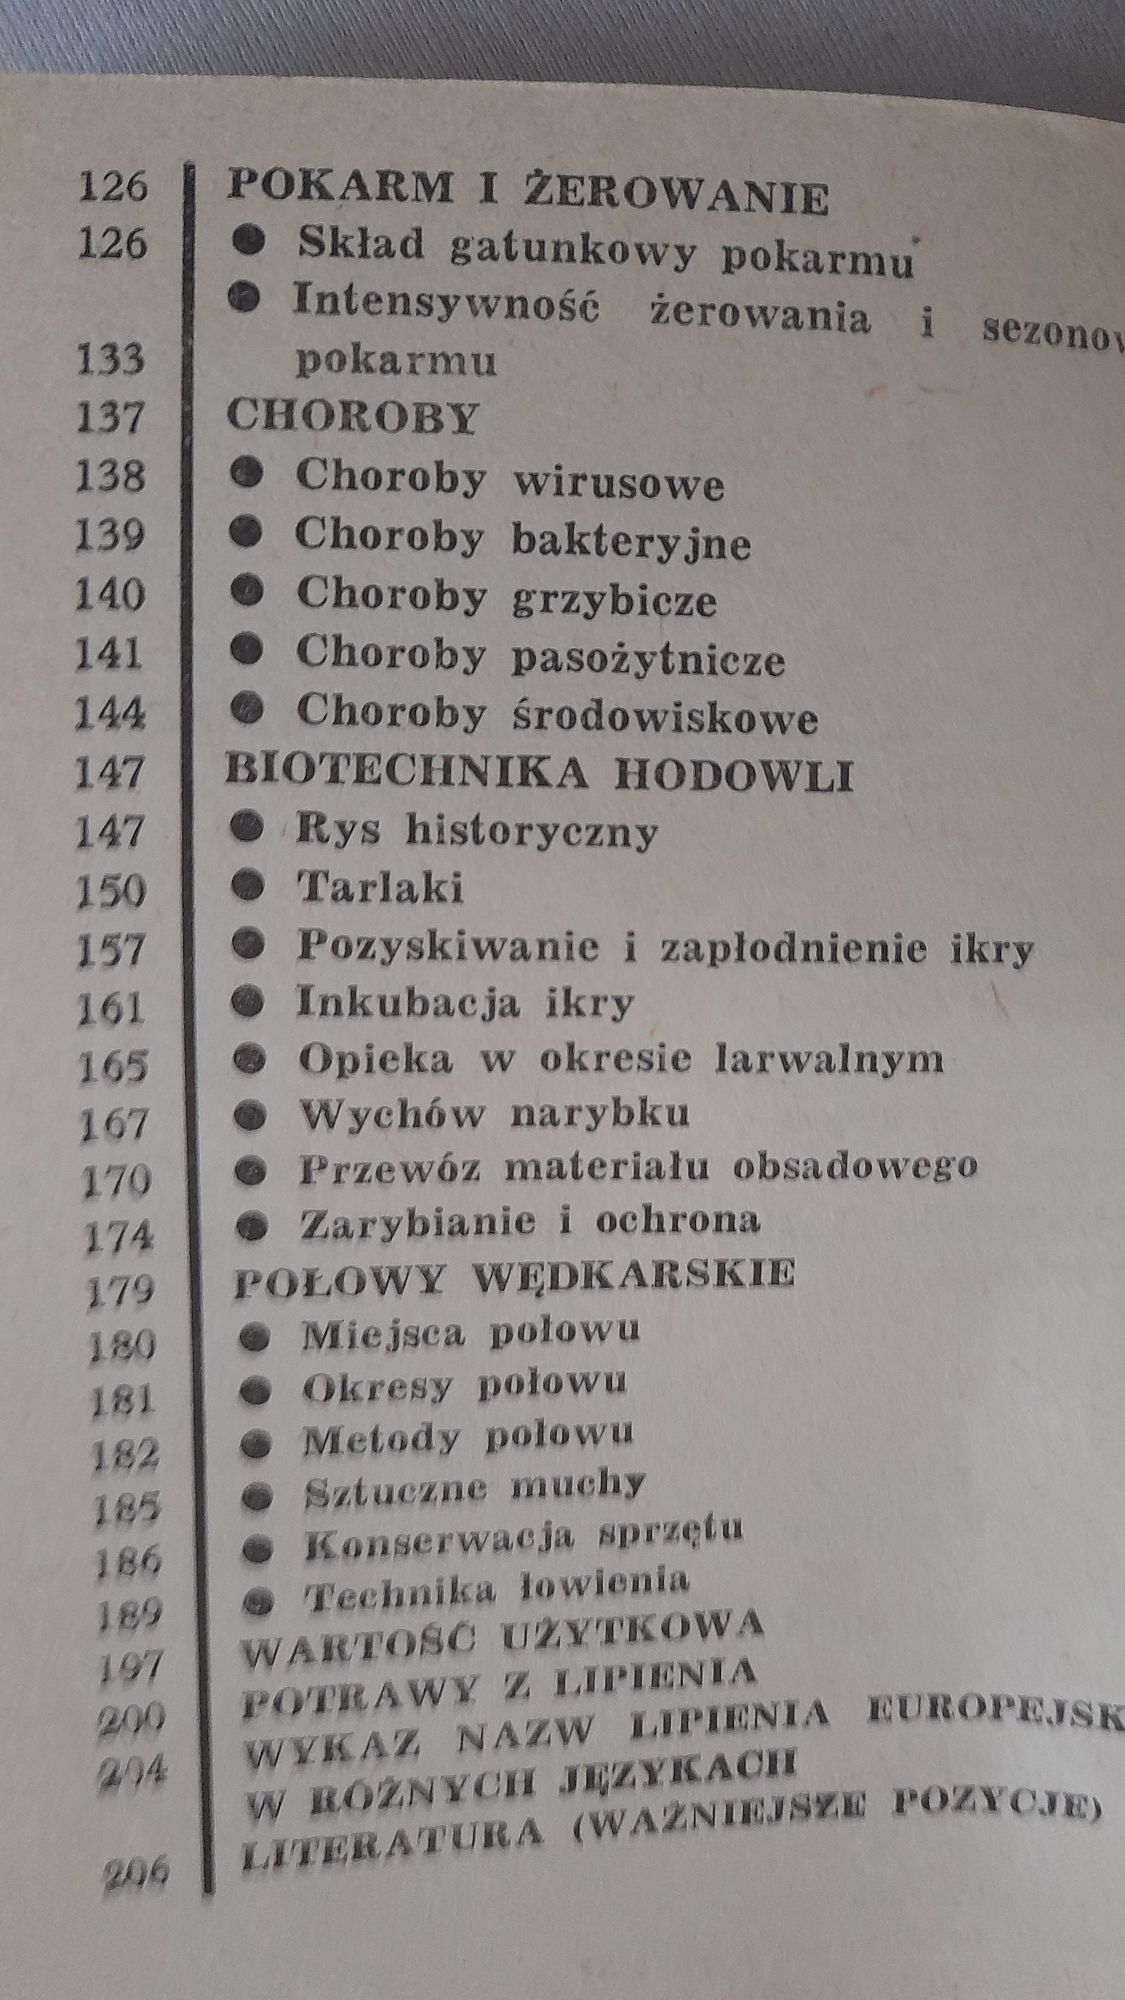 126 POKARM I ŻEROWANIE
126 ● Skład gatunkowy pokarmu
● Intensywność żerowania i
133 pokarmu
137 CHOROBY
138 ● Choroby wirusowe
139 ● Choroby bakteryjne
140 ● Choroby grzybicze
141 ● Choroby pasożytnicze
144 ● Choroby środowiskowe
147 BIOTECHNIKA HODOWLI
147 ● Rys historyczny
150 ● Tarlaki
157 ● Pozyskiwanie i zapłodnienie ikry
161 ● Inkubacja ikry
165 ● Opieka w okresie larwalnym
167 ● Wychów narybku
170 ● Przewóz materiału obsadowego
174 ● Zarybianie i ochrona
179 POŁOWY WĘDKARSKIE
180 ● Miejsca połowu
181 ● Okresy połowu
182 ● Metody połowu
185 ● Sztuczne muchy
186 ● Konserwacja sprzętu
189 ● Technika łowienia
197 WARTOŚĆ UŻYTKOWA
200 POTRAWY Z LIPIENIA
204 WYKAZ NAZW LIPIENIA EUROPEJSK
W RÓŻNYCH JĘZYKACH
206 LITERATURA (WAŻNIEJSZE POZYCJE)